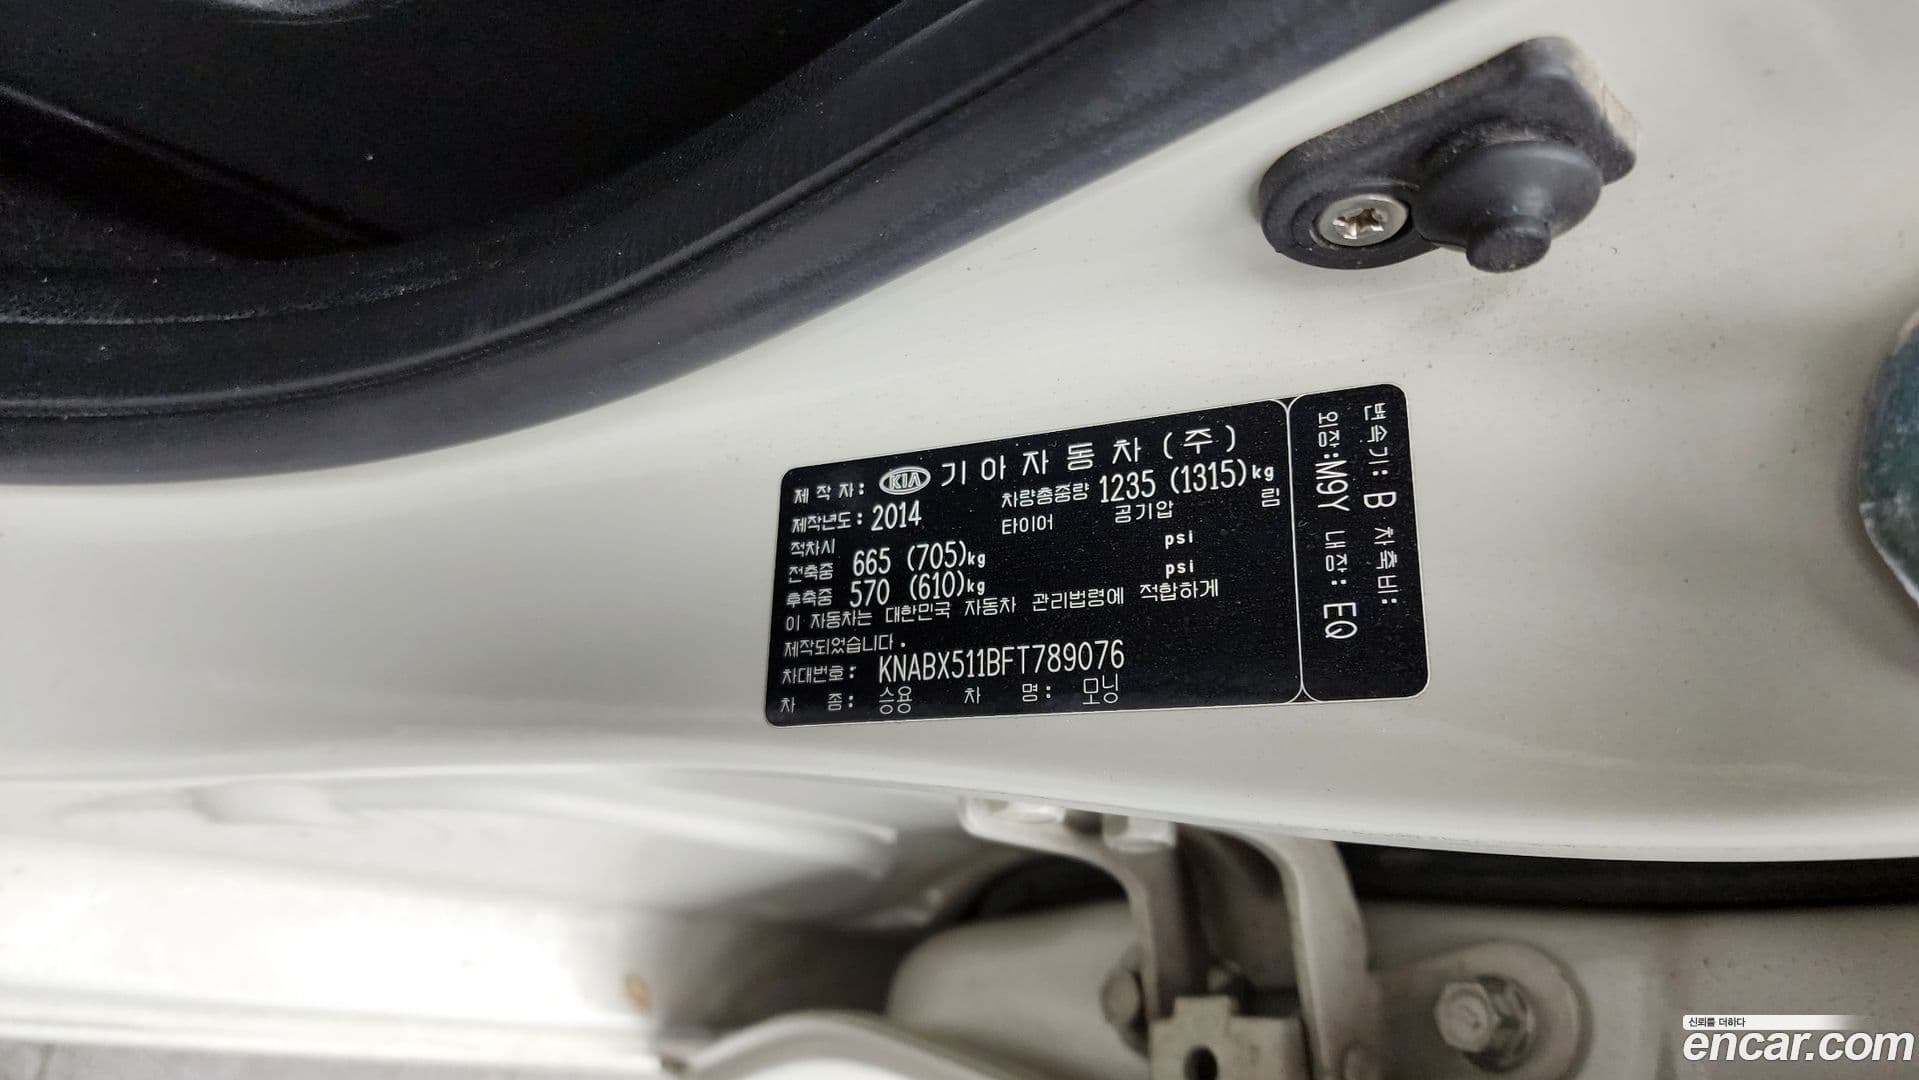 제 작 자: KIA 기아자동차(주)
제작년도: 2014 차량총중량 1235 (1315)kg
적차시 타이어 공기압 림
전축중 665 (705)kg psi
후축중 570 (610)kg psi
이 자동차는 대한민국 자동차 관리법령에 적합하게
제작되었습니다.
차대번호: KNABX511BFT789076
차 종: 승용 차 명: 모닝
변속기: B 차축비:
외장:M9Y 내장: EQ
신뢰를 더하다
encar.com